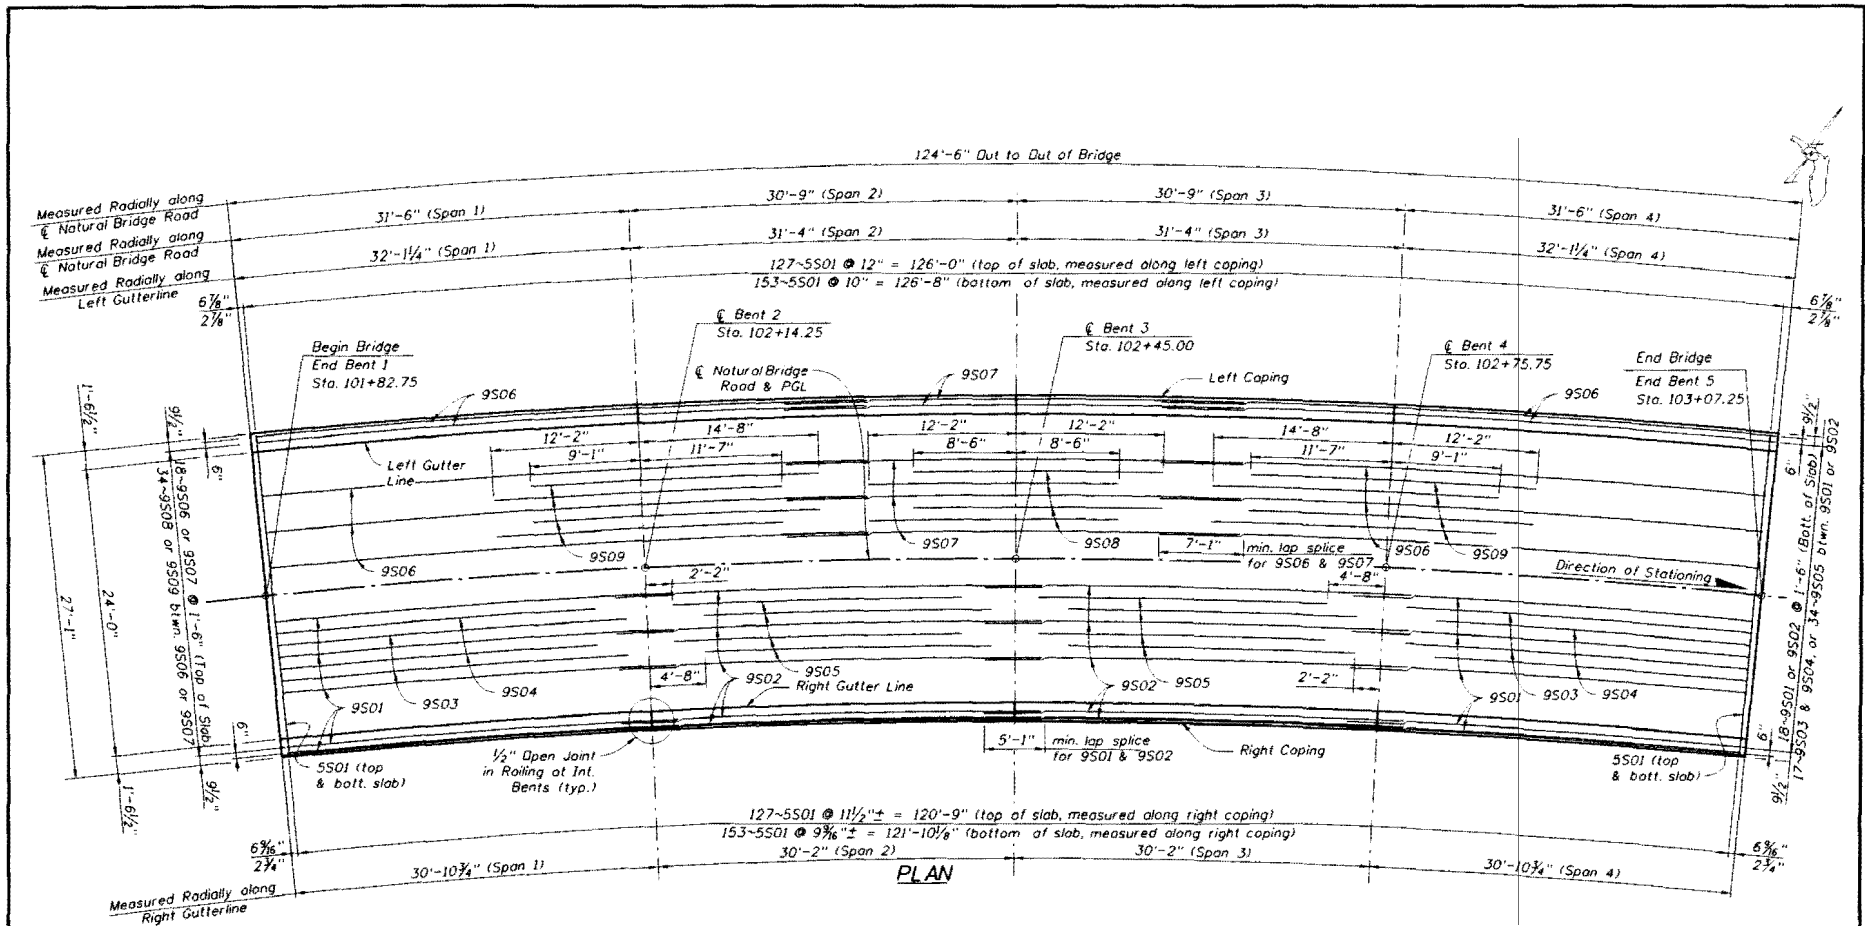 124'-6" Out to Out of Bridge
Measured Radially along
℄ Natural Bridge Road
31'-6" (Span 1)
30'-9" (Span 2)
30'-9" (Span 3)
31'-6" (Span 4)
Measured Radially along
℄ Natural Bridge Road
32'-1¼" (Span 1)
31'-4" (Span 2)
31'-4" (Span 3)
32'-1¼" (Span 4)
Measured Radially along
Left Gutterline
127~5S01 @ 12" = 126'-0" (top of slab, measured along left coping)
153~5S01 @ 10" = 126'-8" (bottom of slab, measured along left coping)
6⅞"
2⅞"
6⅞"
2⅞"
Begin Bridge
End Bent 1
Sta. 101+82.75
℄ Bent 2
Sta. 102+14.25
℄ Natural Bridge
Road & PGL
℄ Bent 3
Sta. 102+45.00
℄ Bent 4
Sta. 102+75.75
End Bridge
End Bent 5
Sta. 103+07.25
9S06
9S07
Left Coping
9S06
1'-6½"
9½"
6"
9½"
6"
12'-2"
14'-8"
12'-2"
12'-2"
14'-8"
12'-2"
9'-1"
11'-7"
8'-6"
8'-6"
11'-7"
9'-1"
Left Gutter
Line
9S06
9S09
9S07
9S08
7'-1"
min. lap splice
for 9S06 & 9S07
9S06
9S09
2'-2"
4'-8"
Direction of Stationing
27'-1"
24'-0"
18~9S06 or 9S07 @ 1'-6" (Top of Slab)
34~9S08 or 9S09 btwn. 9S06 or 9S07
18~9S01 or 9S02 @ 1'-6" (Bott. of Slab)
17~9S03 & 9S04, or 34~9S05 btwn. 9S01 or 9S02
9S01
9S03
9S04
4'-8"
9S02
9S05
Right Gutter Line
9S02
9S05
2'-2"
9S01
9S03
9S04
6"
9½"
1'-6½"
5S01 (top
& bott. slab)
½" Open Joint
in Railing at Int.
Bents (typ.)
5'-1"
min. lap splice
for 9S01 & 9S02
Right Coping
5S01 (top
& bott. slab)
6"
9½"
127~5S01 @ 11½"± = 120'-9" (top of slab, measured along right coping)
153~5S01 @ 9⁹⁄₁₆"± = 121'-10⅛" (bottom of slab, measured along right coping)
6⁹⁄₁₆"
2¾"
6⁹⁄₁₆"
2¾"
30'-10¾" (Span 1)
30'-2" (Span 2)
30'-2" (Span 3)
30'-10¾" (Span 4)
PLAN
Measured Radially along
Right Gutterline